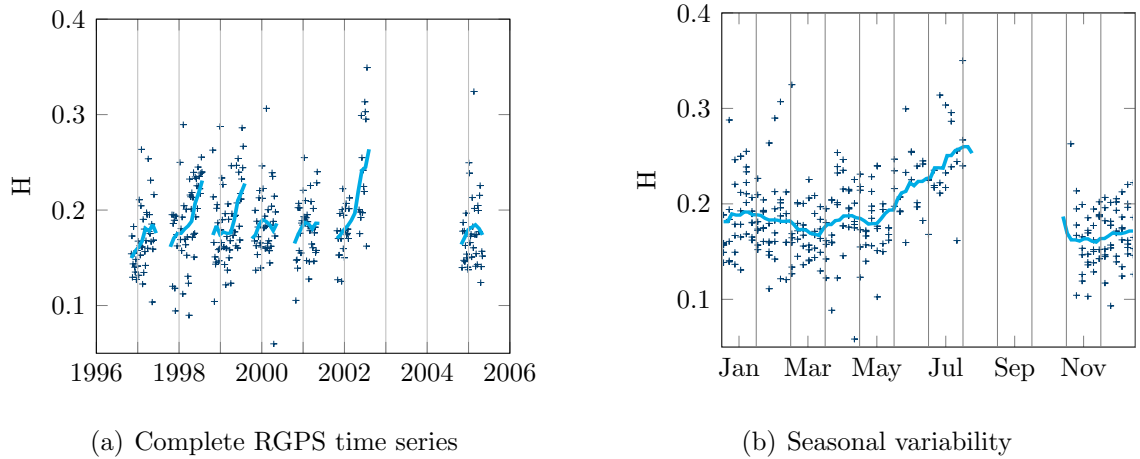 0.4
0.3
0.2
0.1
H
1996
1998
2000
2002
2004
2006
(a) Complete RGPS time series
0.4
0.3
0.2
0.1
H
Jan
Mar
May
Jul
Sep
Nov
(b) Seasonal variability